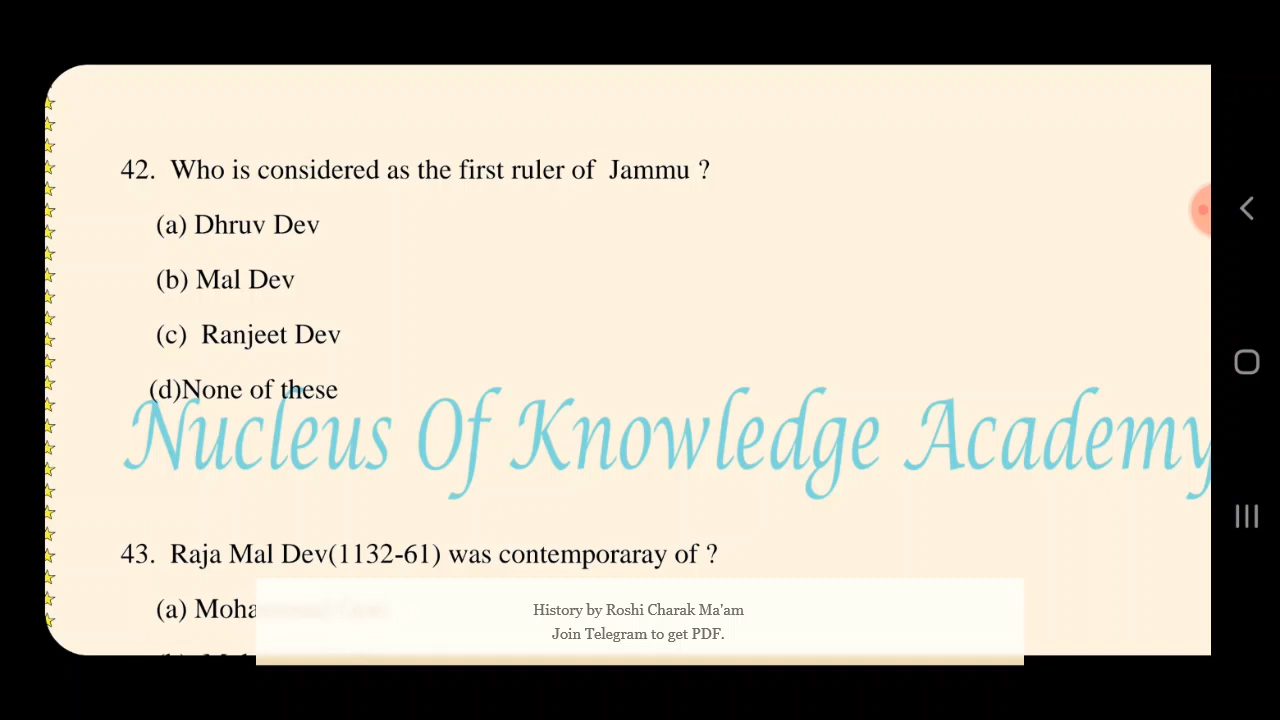 42. Who is considered as the first ruler of Jammu ?
(a) Dhruv Dev
(b) Mal Dev
(c) Ranjeet Dev
(d)None of these
Nucleus Of Knowledge Academy
43. Raja Mal Dev(1132-61) was contemporaray of ?
(a) Moha
History by Roshi Charak Ma'am
Join Telegram to get PDF.